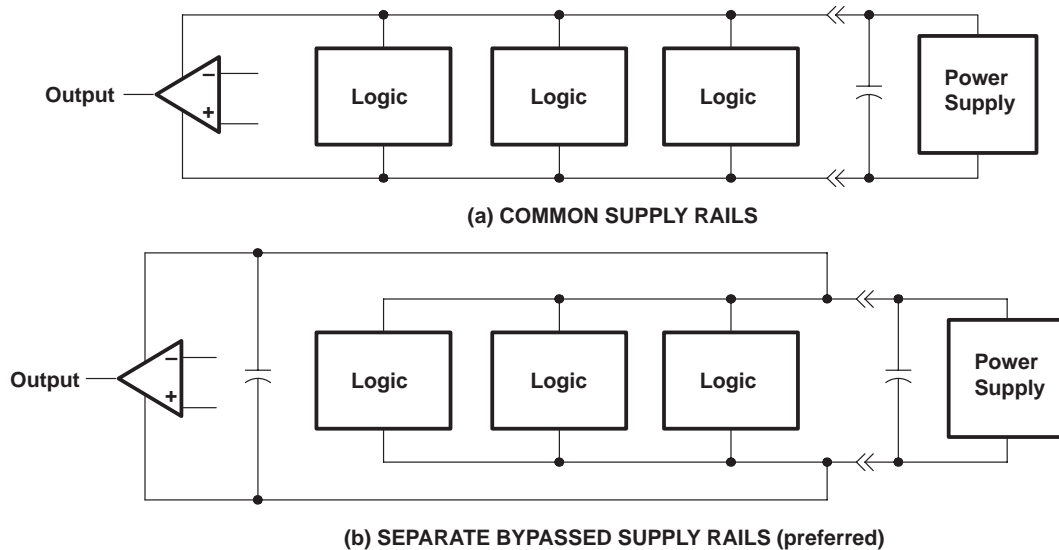 Output
−
+
Logic
Logic
Logic
Power
Supply
(a) COMMON SUPPLY RAILS
Output
−
+
Logic
Logic
Logic
Power
Supply
(b) SEPARATE BYPASSED SUPPLY RAILS (preferred)